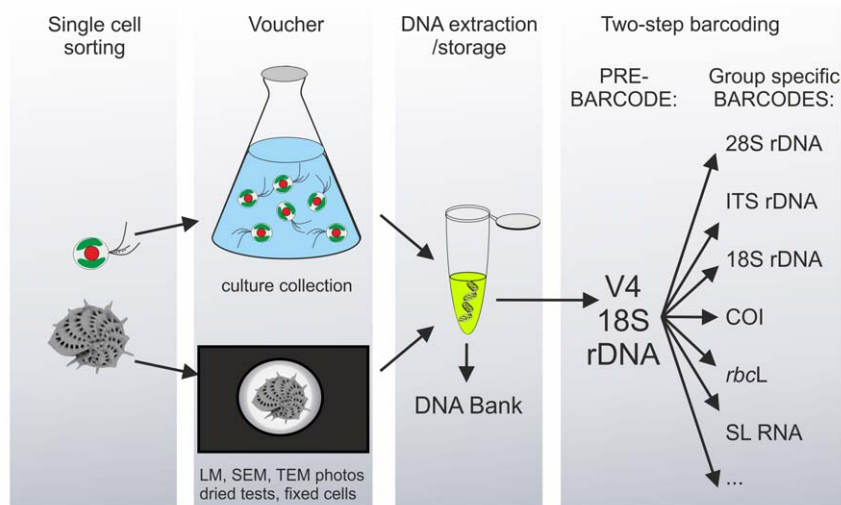 Single cell
sorting
Voucher
culture collection
LM, SEM, TEM photos
dried tests, fixed cells
DNA extraction
/storage
DNA Bank
Two-step barcoding
PRE-
BARCODE:
V4
18S
rDNA
Group specific
BARCODES:
28S rDNA
ITS rDNA
18S rDNA
COI
rbcL
SL RNA
...